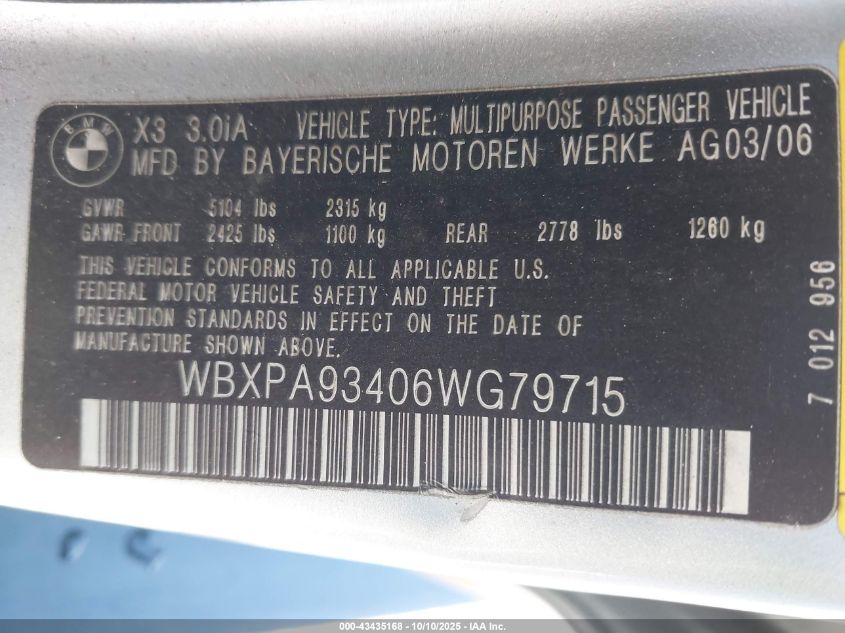 BMW
X3 3.0iA VEHICLE TYPE: MULTIPURPOSE PASSENGER VEHICLE
MFD BY BAYERISCHE MOTOREN WERKE AG03/06
GVWR 5104 lbs 2315 kg
GAWR FRONT 2425 lbs 1100 kg REAR 2778 lbs 1260 kg
THIS VEHICLE CONFORMS TO ALL APPLICABLE U.S.
FEDERAL MOTOR VEHICLE SAFETY AND THEFT
PREVENTION STANDARDS IN EFFECT ON THE DATE OF
MANUFACTURE SHOWN ABOVE.
WBXPA93406WG79715
7 012 956
000-43435168 - 10/10/2025 - IAA Inc.